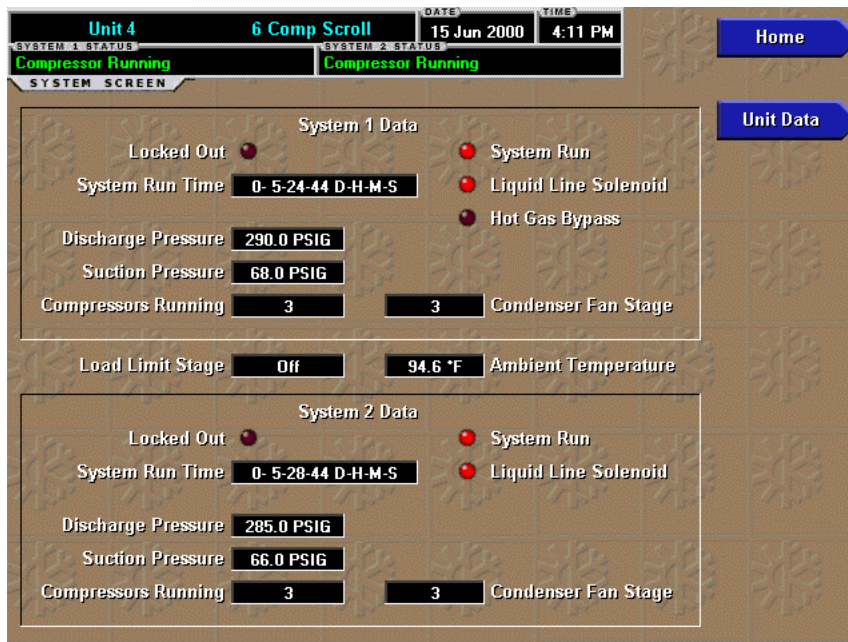 Unit 4 6 Comp Scroll DATE 15 Jun 2000 TIME 4:11 PM
Home
SYSTEM 1 STATUS SYSTEM 2 STATUS
Compressor Running Compressor Running
SYSTEM SCREEN
Unit Data
System 1 Data
Locked Out System Run
System Run Time 0- 5-24-44 D-H-M-S Liquid Line Solenoid
Hot Gas Bypass
Discharge Pressure 290.0 PSIG
Suction Pressure 68.0 PSIG
Compressors Running 3 3 Condenser Fan Stage
Load Limit Stage Off 94.6 °F Ambient Temperature
System 2 Data
Locked Out System Run
System Run Time 0- 5-28-44 D-H-M-S Liquid Line Solenoid
Discharge Pressure 285.0 PSIG
Suction Pressure 66.0 PSIG
Compressors Running 3 3 Condenser Fan Stage